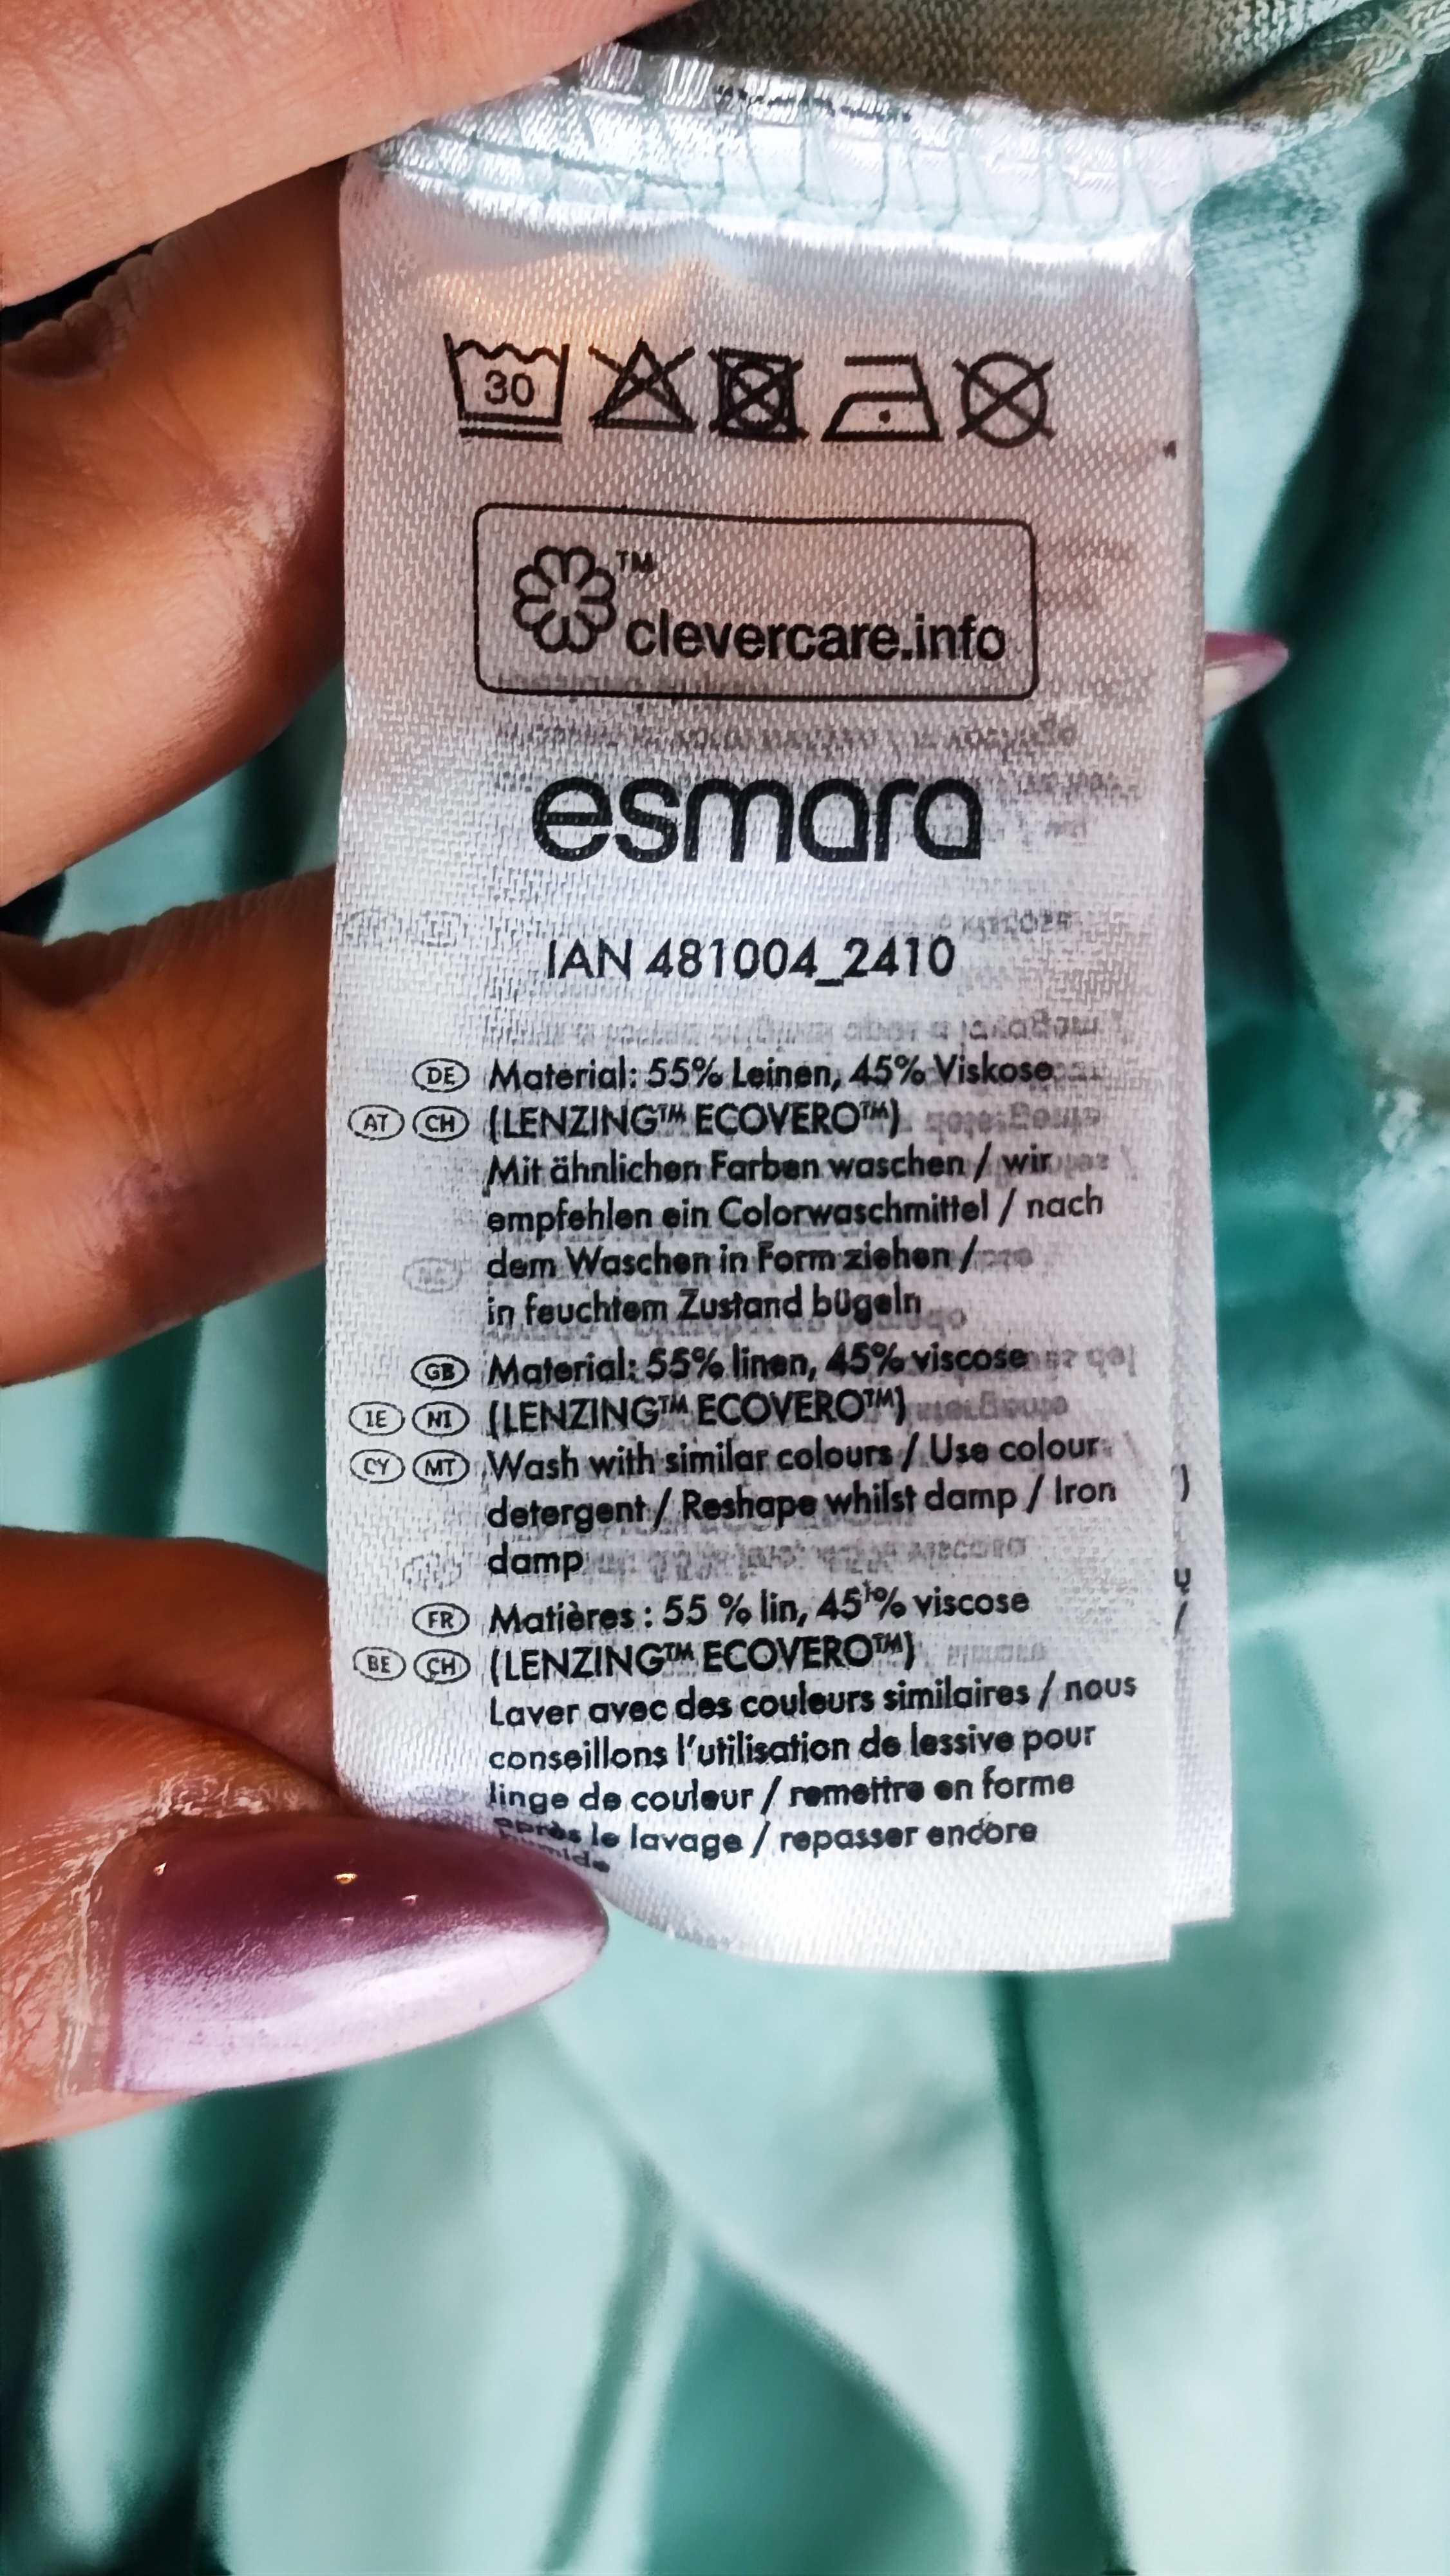 30
TM
clevercare.info
esmara
IAN 481004_2410
DE Material: 55% Leinen, 45% Viskose
AT CH (LENZING™ ECOVERO™)
Mit ähnlichen Farben waschen / wir
empfehlen ein Colorwaschmittel / nach
dem Waschen in Form ziehen /
in feuchtem Zustand bügeln
GB Material: 55% linen, 45% viscose
IE NI (LENZING™ ECOVERO™)
CY MT Wash with similar colours / Use colour
detergent / Reshape whilst damp / Iron
damp
FR Matières : 55 % lin, 45 % viscose
BE CH (LENZING™ ECOVERO™)
Laver avec des couleurs similaires / nous
conseillons l'utilisation de lessive pour
linge de couleur / remettre en forme
après le lavage / repasser encore